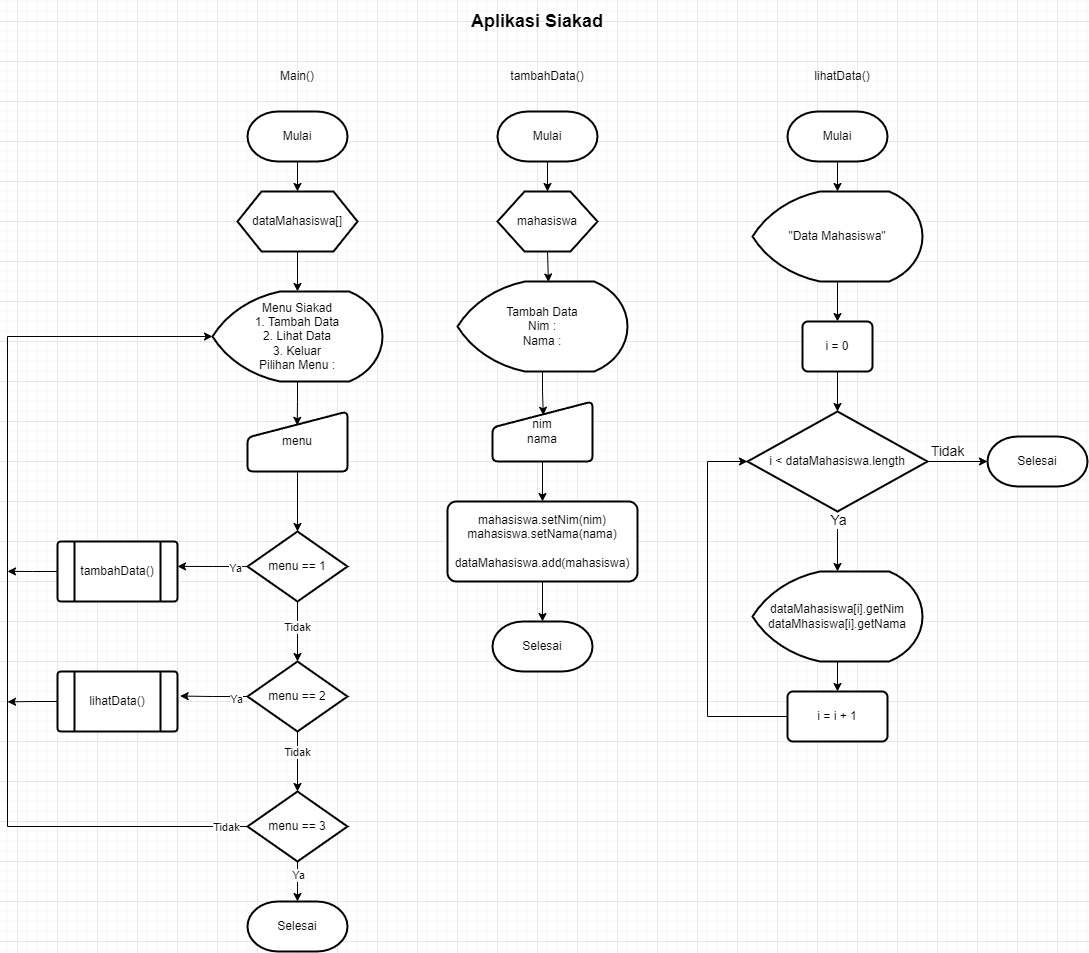 Aplikasi Siakad
Main()
Mulai
dataMahasiswa[]
Menu Siakad
1. Tambah Data
2. Lihat Data
3. Keluar
Pilihan Menu :
menu
menu == 1
Ya
tambahData()
Tidak
menu == 2
Ya
lihatData()
Tidak
menu == 3
Tidak
Ya
Selesai
tambahData()
Mulai
mahasiswa
Tambah Data
Nim :
Nama :
nim
nama
mahasiswa.setNim(nim)
mahasiswa.setNama(nama)
dataMahasiswa.add(mahasiswa)
Selesai
lihatData()
Mulai
"Data Mahasiswa"
i = 0
i < dataMahasiswa.length
Tidak
Selesai
Ya
dataMahasiswa[i].getNim
dataMhasiswa[i].getNama
i = i + 1